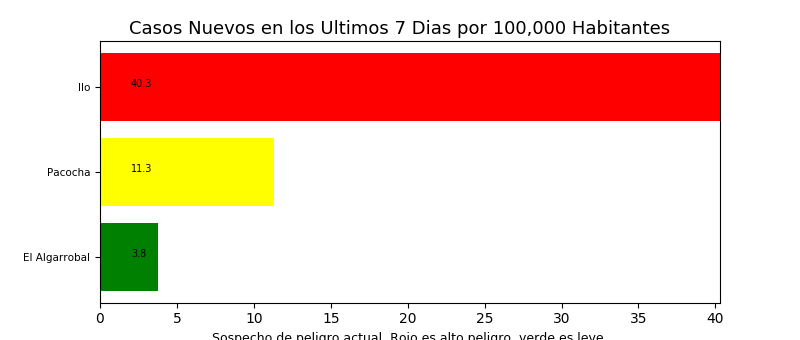 Casos Nuevos en los Ultimos 7 Dias por 100,000 Habitantes
Ilo
40.3
Pacocha
11.3
El Algarrobal
3.8
0 5 10 15 20 25 30 35 40
Sospecho de peligro actual. Rojo es alto peligro, verde es leve